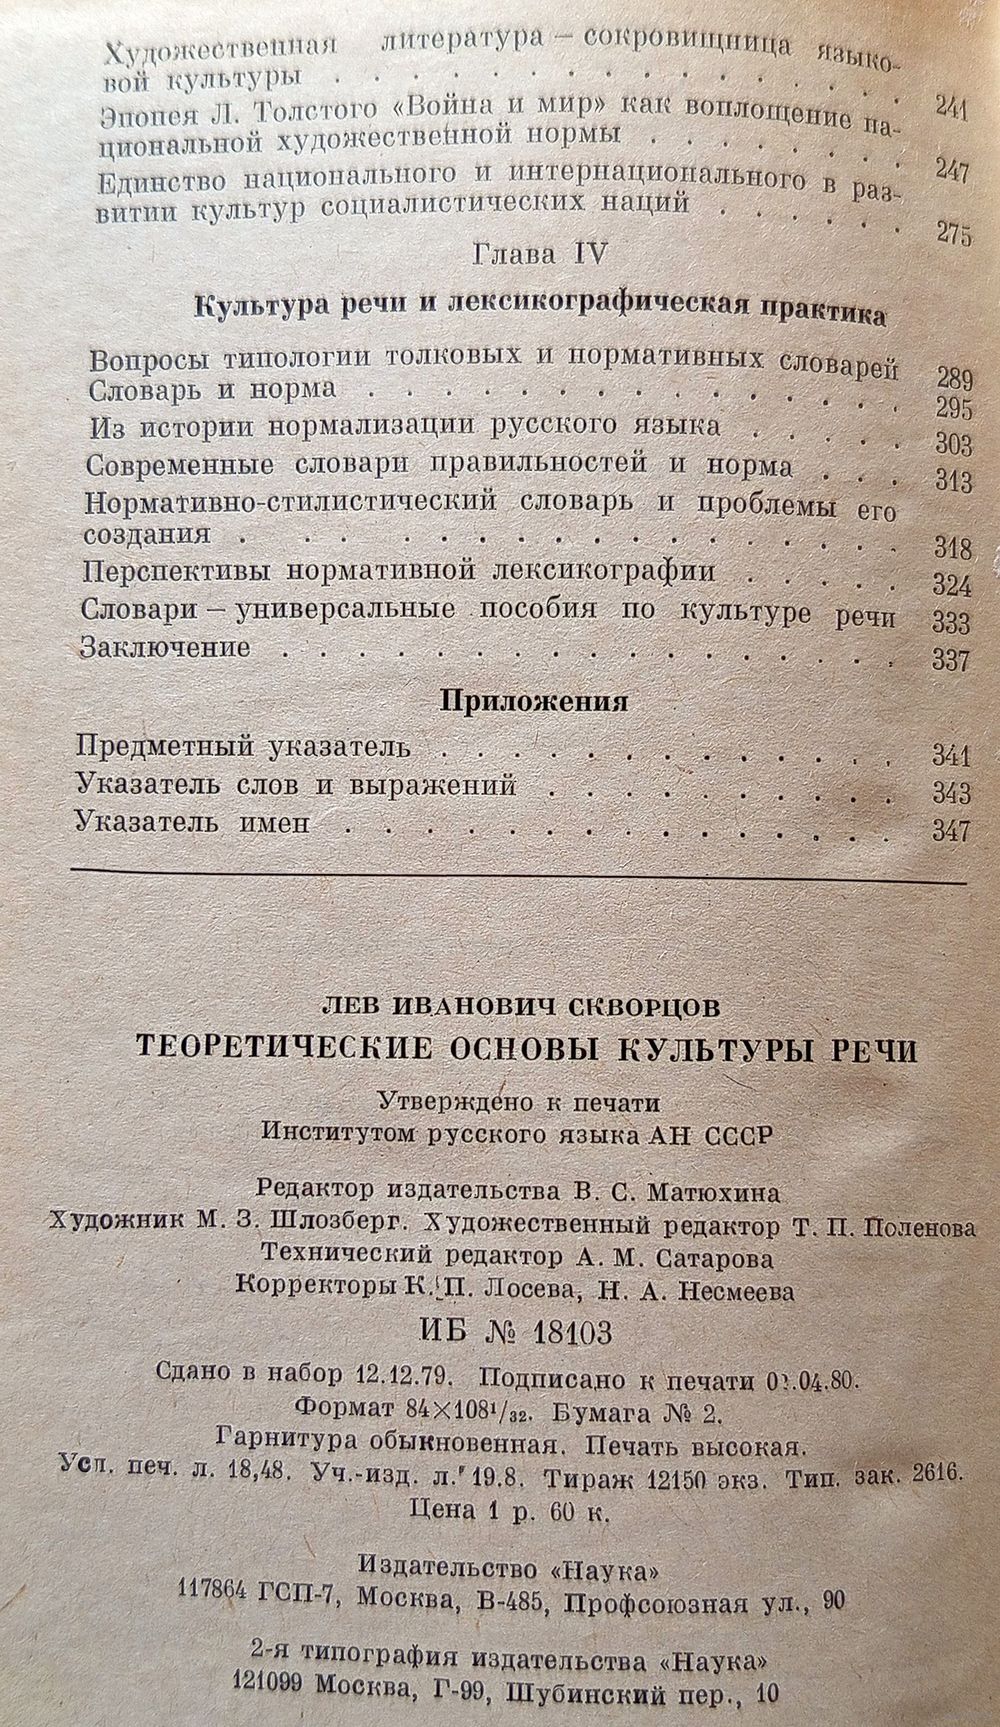 Художественная литература — сокровищница языко-
вой культуры . . . . . . . . . . . . . . . 241
Эпопея Л. Толстого «Война и мир» как воплощение на-
циональной художественной нормы . . . . . . . 247
Единство национального и интернационального в раз-
витии культур социалистических наций . . . . . . 275
Глава IV
Культура речи и лексикографическая практика
Вопросы типологии толковых и нормативных словарей 289
Словарь и норма . . . . . . . . . . . . . . 295
Из истории нормализации русского языка . . . . . 303
Современные словари правильностей и норма . . . 313
Нормативно-стилистический словарь и проблемы его
создания . . . . . . . . . . . . . . . . . 318
Перспективы нормативной лексикографии . . . . . 324
Словари — универсальные пособия по культуре речи 333
Заключение . . . . . . . . . . . . . . . . 337
Приложения
Предметный указатель . . . . . . . . . . . . 341
Указатель слов и выражений . . . . . . . . . . 343
Указатель имен . . . . . . . . . . . . . . 347
ЛЕВ ИВАНОВИЧ СКВОРЦОВ
ТЕОРЕТИЧЕСКИЕ ОСНОВЫ КУЛЬТУРЫ РЕЧИ
Утверждено к печати
Институтом русского языка АН СССР
Редактор издательства В. С. Матюхина
Художник М. З. Шлозберг. Художественный редактор Т. П. Поленова
Технический редактор А. М. Сатарова
Корректоры К. П. Лосева, Н. А. Несмеева
ИБ № 18103
Сдано в набор 12.12.79. Подписано к печати
Формат 84×108¹/₃₂. Бумага № 2.
Гарнитура обыкновенная. Печать высокая.
Усл. печ. л. 18,48. Уч.-изд. л. 19.8. Тираж 12150 экз. Тип. зак. 2616.
Цена 1 р. 60 к.
Издательство «Наука»
117864 ГСП-7, Москва, В-485, Профсоюзная ул., 90
2-я типография издательства «Наука»
121099 Москва, Г-99, Шубинский пер., 10